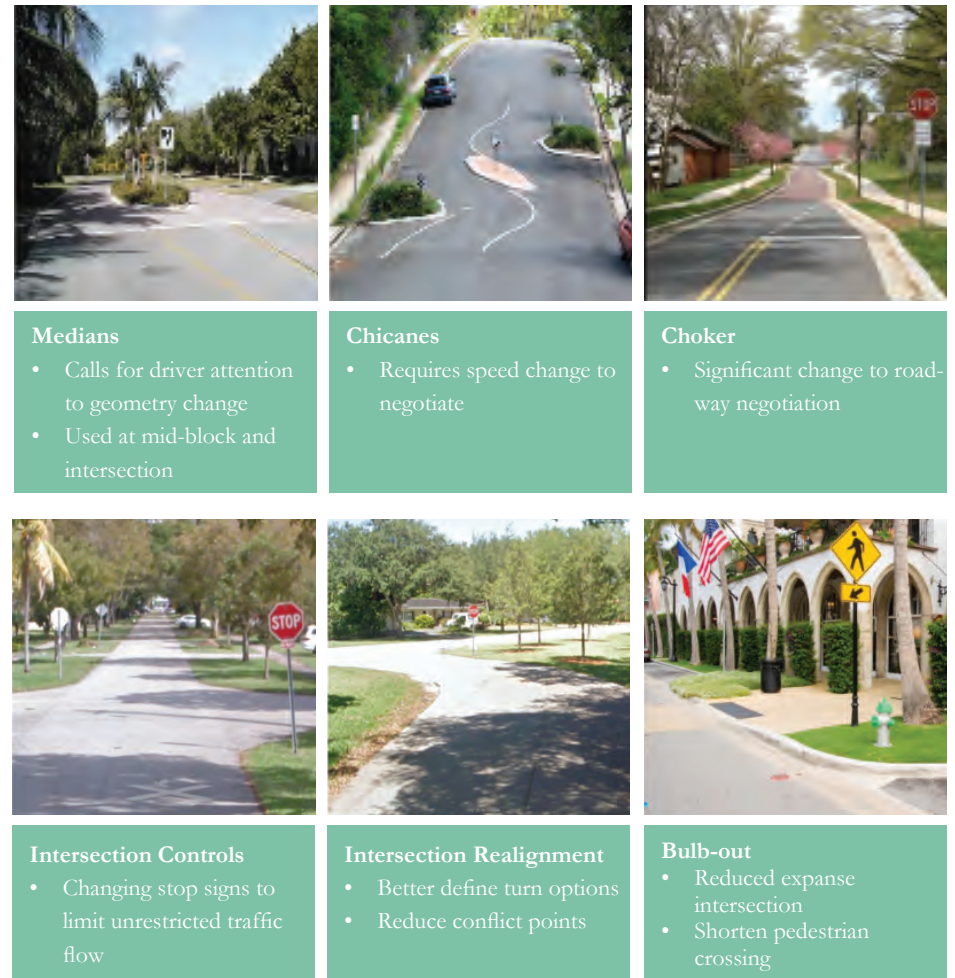 STOP
Medians
• Calls for driver attention
to geometry change
• Used at mid-block and
intersection
Chicanes
• Requires speed change to
negotiate
Choker
• Significant change to road-
way negotiation
STOP
Intersection Controls
• Changing stop signs to
limit unrestricted traffic
flow
Intersection Realignment
• Better define turn options
• Reduce conflict points
Bulb-out
• Reduced expanse
intersection
• Shorten pedestrian
crossing